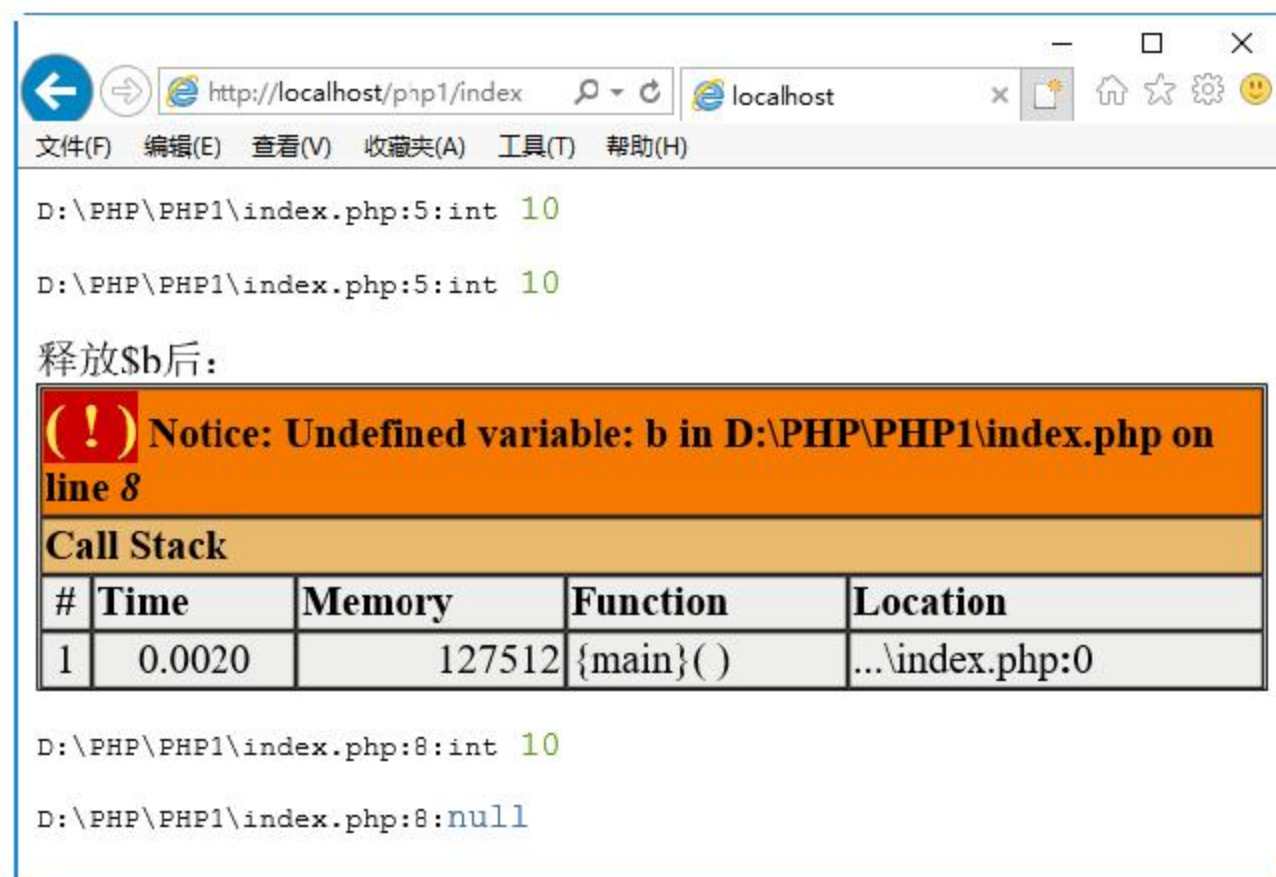 http://localhost/php1/index
localhost
文件(F) 编辑(E) 查看(V) 收藏夹(A) 工具(T) 帮助(H)
D:\PHP\PHP1\index.php:5:int 10
D:\PHP\PHP1\index.php:5:int 10
释放$b后:
( ! ) Notice: Undefined variable: b in D:\PHP\PHP1\index.php on
line 8
Call Stack
# Time Memory Function Location
1 0.0020 127512 {main}( ) ...\index.php:0
D:\PHP\PHP1\index.php:8:int 10
D:\PHP\PHP1\index.php:8:null